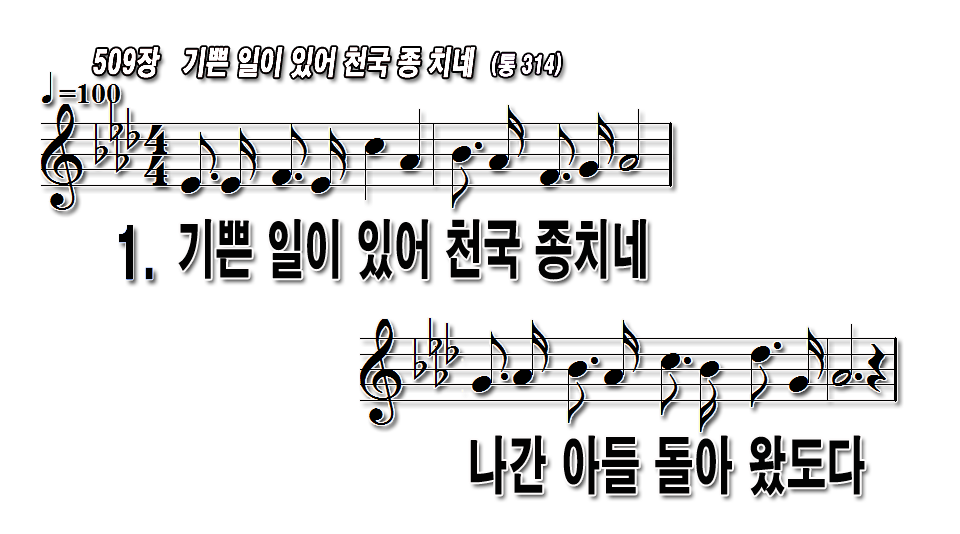 509장 기쁜 일이 있어 천국 종 치네 (통 314)
♩=100
1. 기쁜 일이 있어 천국 종치네
나간 아들 돌아 왔도다